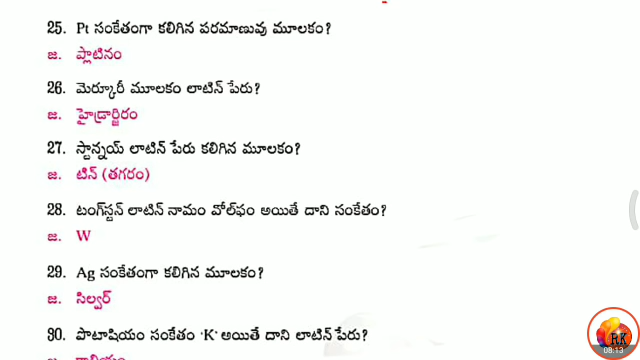 25. Pt సంకేతంగా కలిగిన పరమాణువు మూలకం?
జ. ప్లాటినం
26. మెర్క్యురీ మూలకం లాటిన్ పేరు?
జ. హైడ్రార్జిరం
27. స్టాన్నమ్ లాటిన్ పేరు కలిగిన మూలకం?
జ. టిన్ (తగరం)
28. టంగ్‌స్టన్ లాటిన్ నామం వోల్‌ఫ్రం అయితే దాని సంకేతం?
జ. W
29. Ag సంకేతంగా కలిగిన మూలకం?
జ. సిల్వర్
30. పొటాషియం సంకేతం 'K' అయితే దాని లాటిన్ పేరు?
RK
08:13